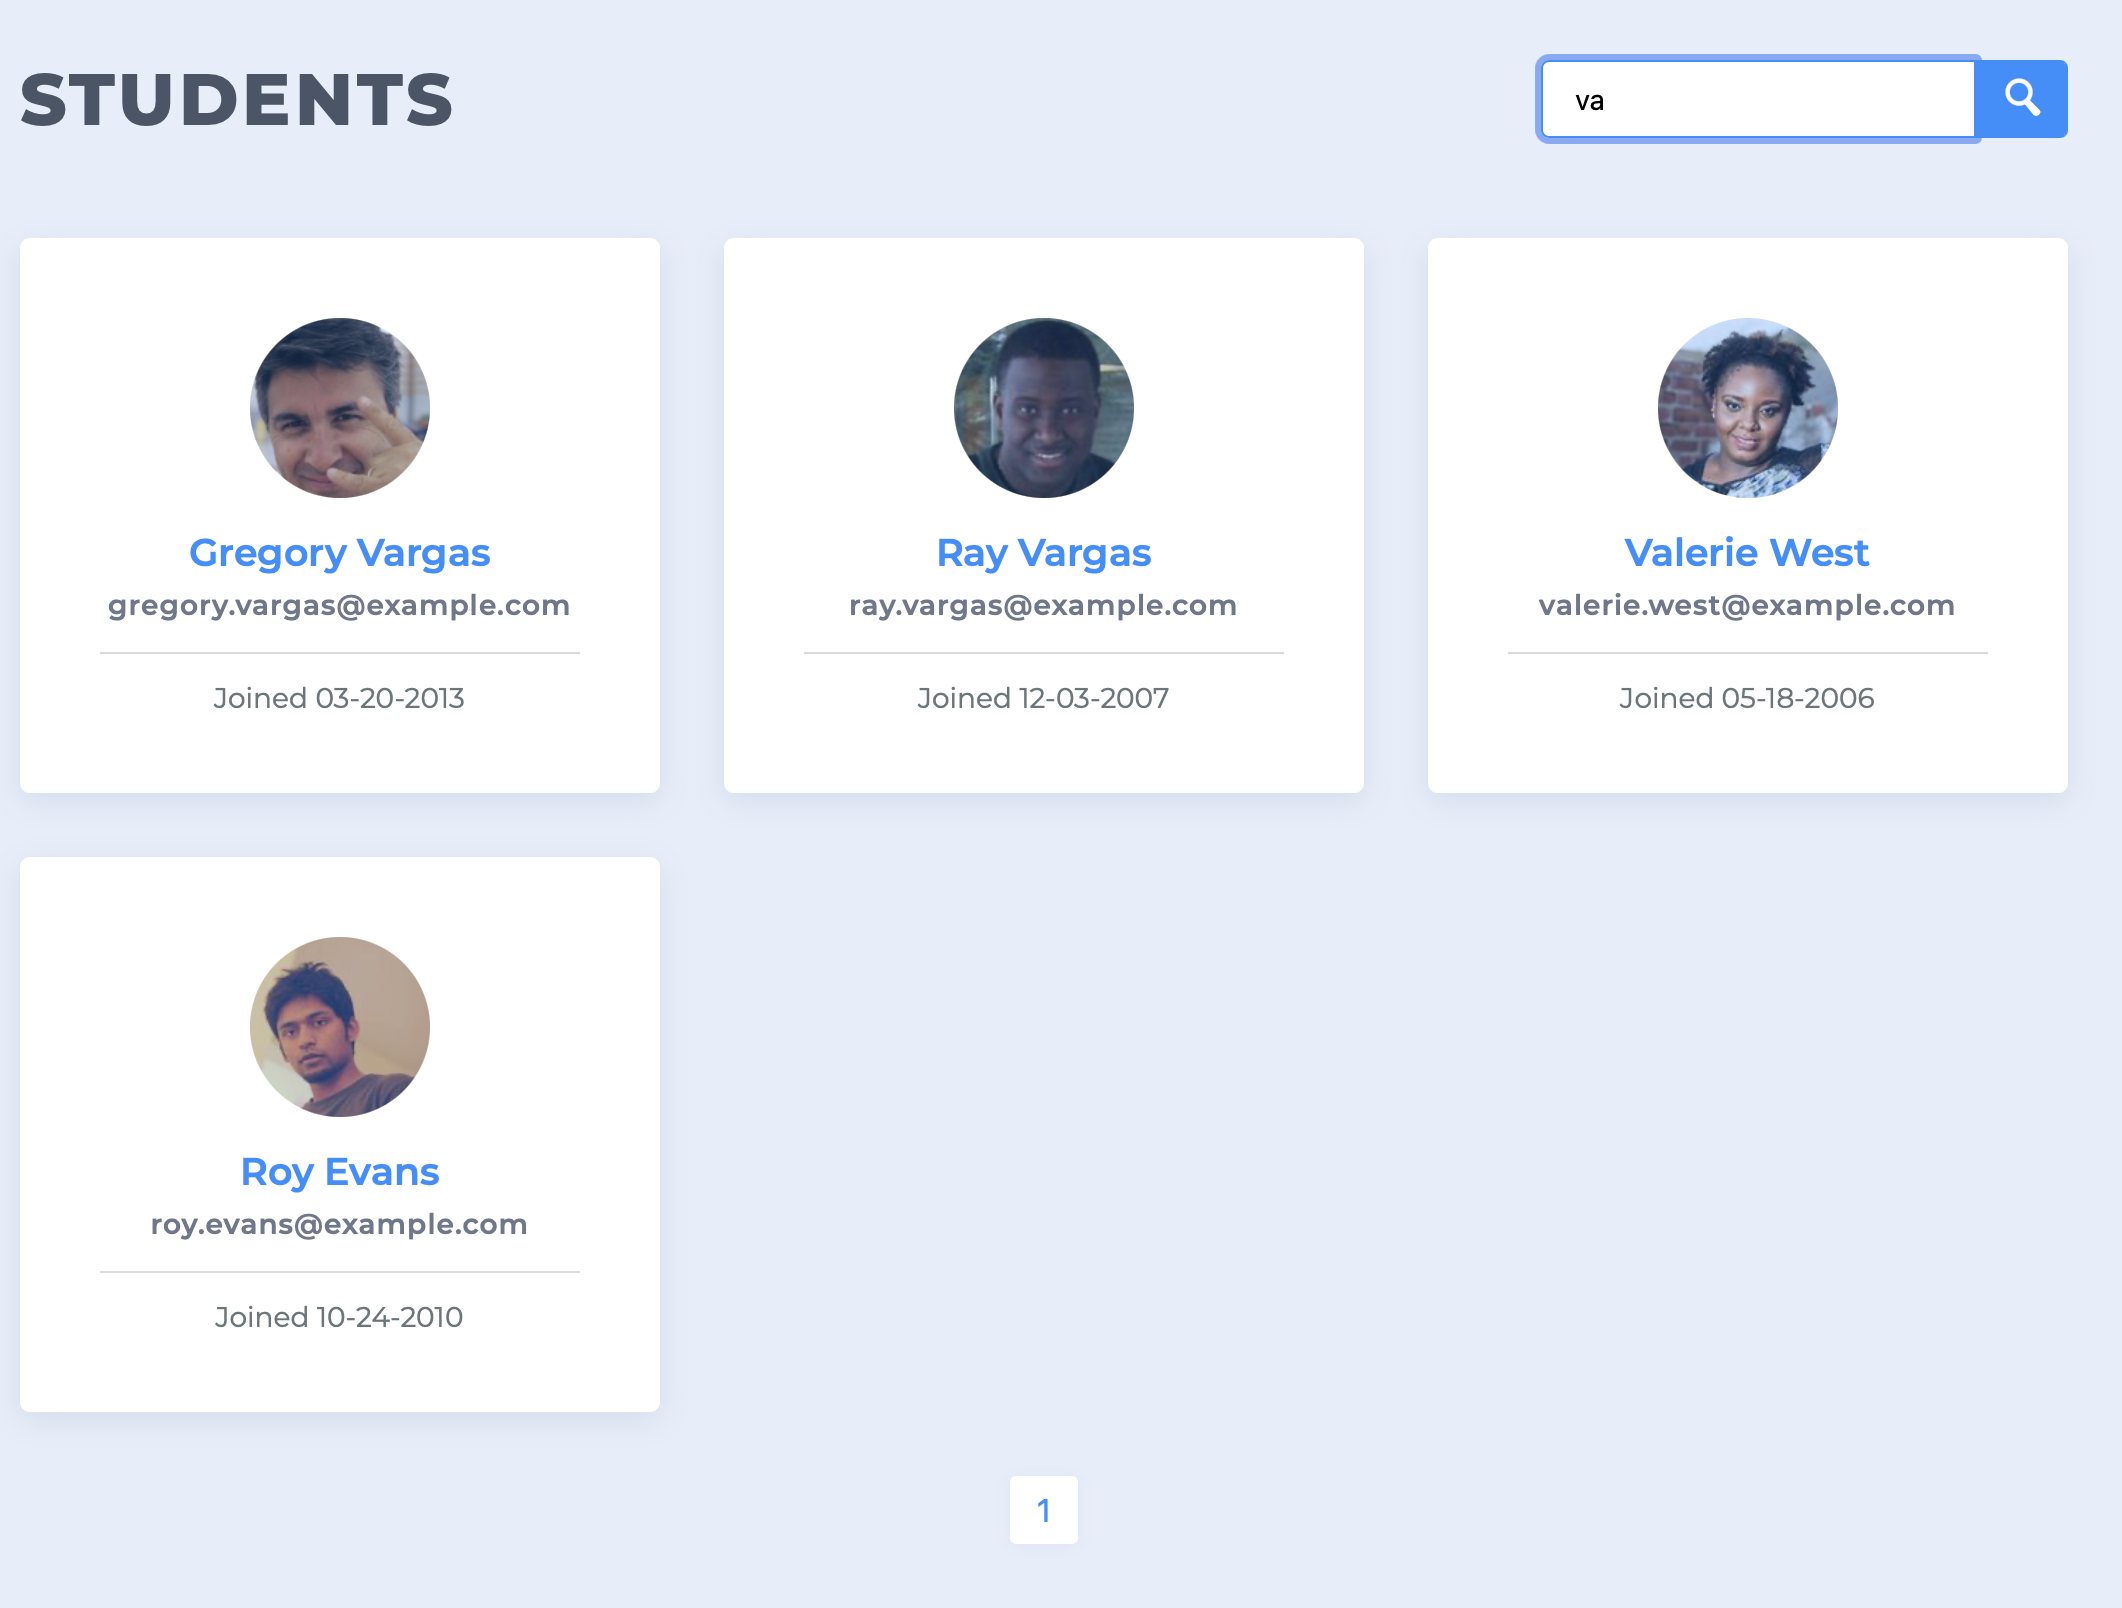 STUDENTS
va
Gregory Vargas
gregory.vargas@example.com
Joined 03-20-2013
Ray Vargas
ray.vargas@example.com
Joined 12-03-2007
Valerie West
valerie.west@example.com
Joined 05-18-2006
Roy Evans
roy.evans@example.com
Joined 10-24-2010
1